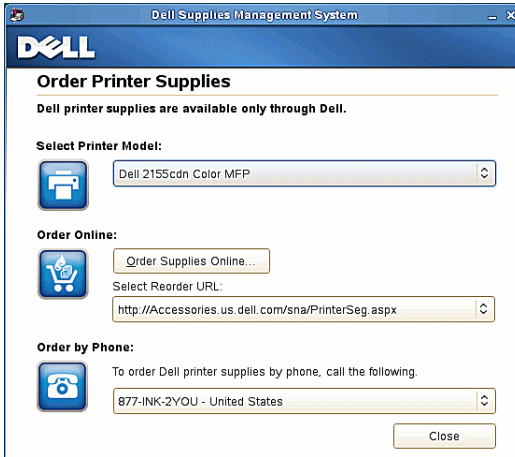 Dell Supplies Management System
DELL
Order Printer Supplies
Dell printer supplies are available only through Dell.
Select Printer Model:
Dell 2155cdn Color MFP
Order Online:
Order Supplies Online...
Select Reorder URL:
http://Accessories.us.dell.com/sna/PrinterSeg.aspx
Order by Phone:
To order Dell printer supplies by phone, call the following.
877-INK-2YOU - United States
Close